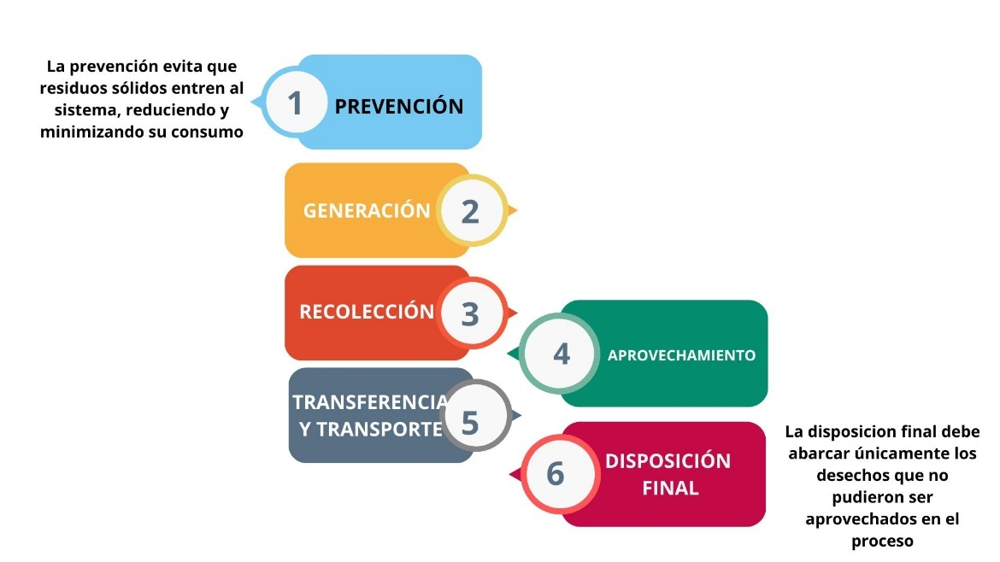 La prevención evita que
residuos sólidos entren al
sistema, reduciendo y
minimizando su consumo
1
PREVENCIÓN
GENERACIÓN
2
RECOLECCIÓN
3
4
APROVECHAMIENTO
TRANSFERENCIA
Y TRANSPORTE
5
6
DISPOSICIÓN
FINAL
La disposicion final debe
abarcar únicamente los
desechos que no
pudieron ser
aprovechados en el
proceso